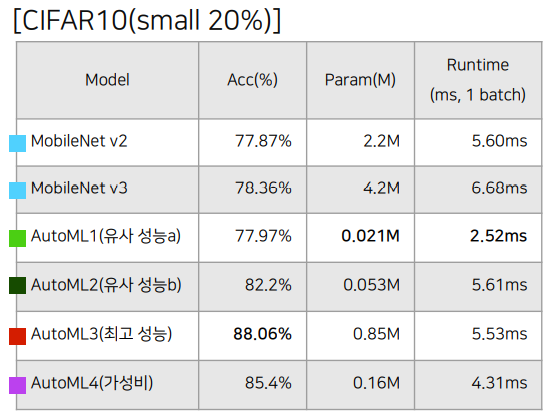 [CIFAR10(small 20%)]
Model Acc(%) Param(M) Runtime (ms, 1 batch)
MobileNet v2 77.87% 2.2M 5.60ms
MobileNet v3 78.36% 4.2M 6.68ms
AutoML1(유사 성능a) 77.97% 0.021M 2.52ms
AutoML2(유사 성능b) 82.2% 0.053M 5.61ms
AutoML3(최고 성능) 88.06% 0.85M 5.53ms
AutoML4(가성비) 85.4% 0.16M 4.31ms